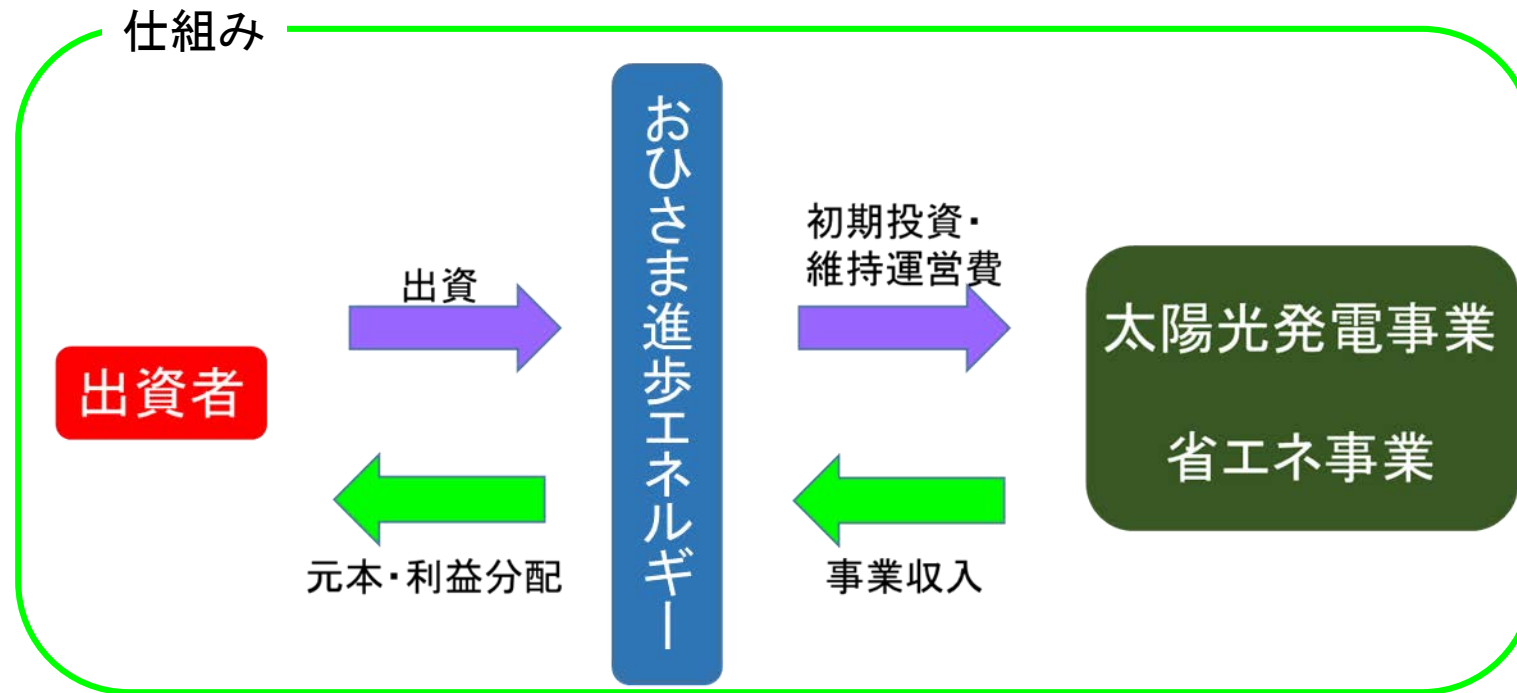 仕組み
出資者
出資
元本・利益分配
おひさま進歩エネルギー
初期投資・
維持運営費
事業収入
太陽光発電事業
省エネ事業